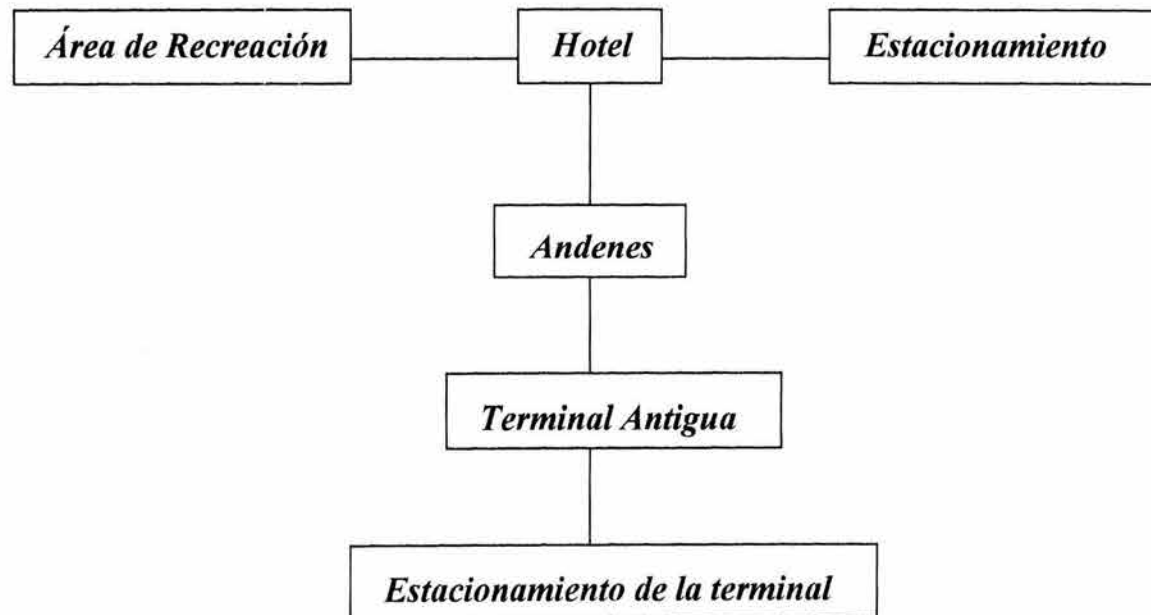 Área de Recreación
Hotel
Estacionamiento
Andenes
Terminal Antigua
Estacionamiento de la terminal